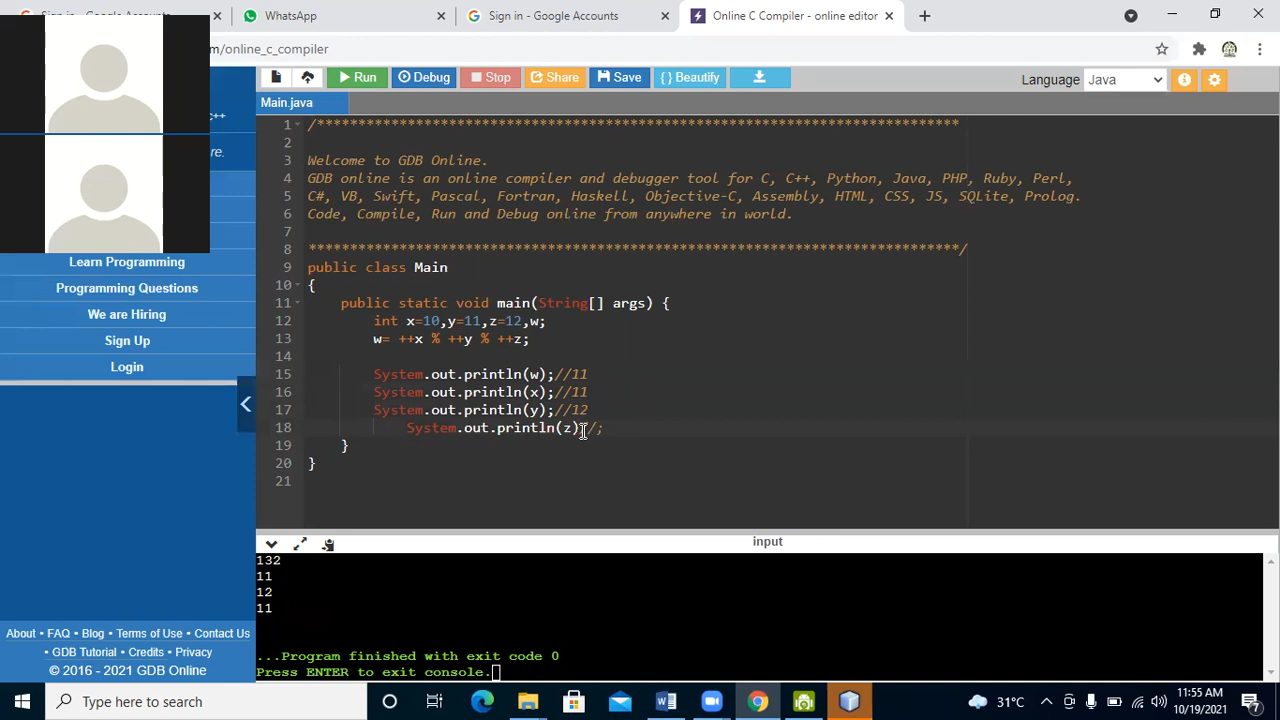 Sign in - Google Accounts
WhatsApp
Sign in - Google Accounts
Online C Compiler - online editor
om/online_c_compiler
Run
Debug
Stop
Share
Save
{ } Beautify
Language
Java
Main.java
c++
re.
Learn Programming
Programming Questions
We are Hiring
Sign Up
Login
1 /******************************************************************************
2
3 Welcome to GDB Online.
4 GDB online is an online compiler and debugger tool for C, C++, Python, Java, PHP, Ruby, Perl,
5 C#, VB, Swift, Pascal, Fortran, Haskell, Objective-C, Assembly, HTML, CSS, JS, SQLite, Prolog.
6 Code, Compile, Run and Debug online from anywhere in world.
7
8 *******************************************************************************/
9 public class Main
10 {
11 public static void main(String[] args) {
12 int x=10,y=11,z=12,w;
13 w= ++x % ++y % ++z;
14
15 System.out.println(w);//11
16 System.out.println(x);//11
17 System.out.println(y);//12
18 System.out.println(z)//;
19 }
20 }
21
input
132
11
12
11
...Program finished with exit code 0
Press ENTER to exit console.
About • FAQ • Blog • Terms of Use • Contact Us
• GDB Tutorial • Credits • Privacy
© 2016 - 2021 GDB Online
Type here to search
31°C
11:55 AM
10/19/2021
7